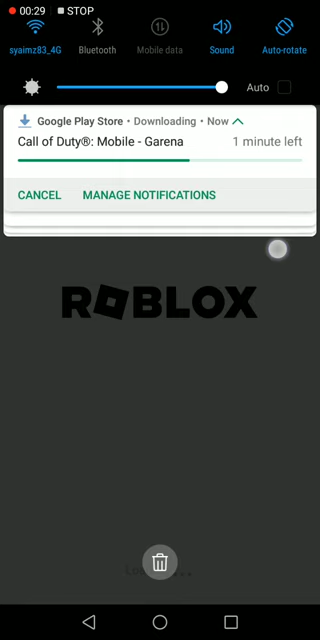 00:29 STOP
syaimz83_4G Bluetooth Mobile data Sound Auto-rotate
Auto
Google Play Store • Downloading • Now
Call of Duty®: Mobile - Garena 1 minute left
CANCEL MANAGE NOTIFICATIONS
ROBLOX